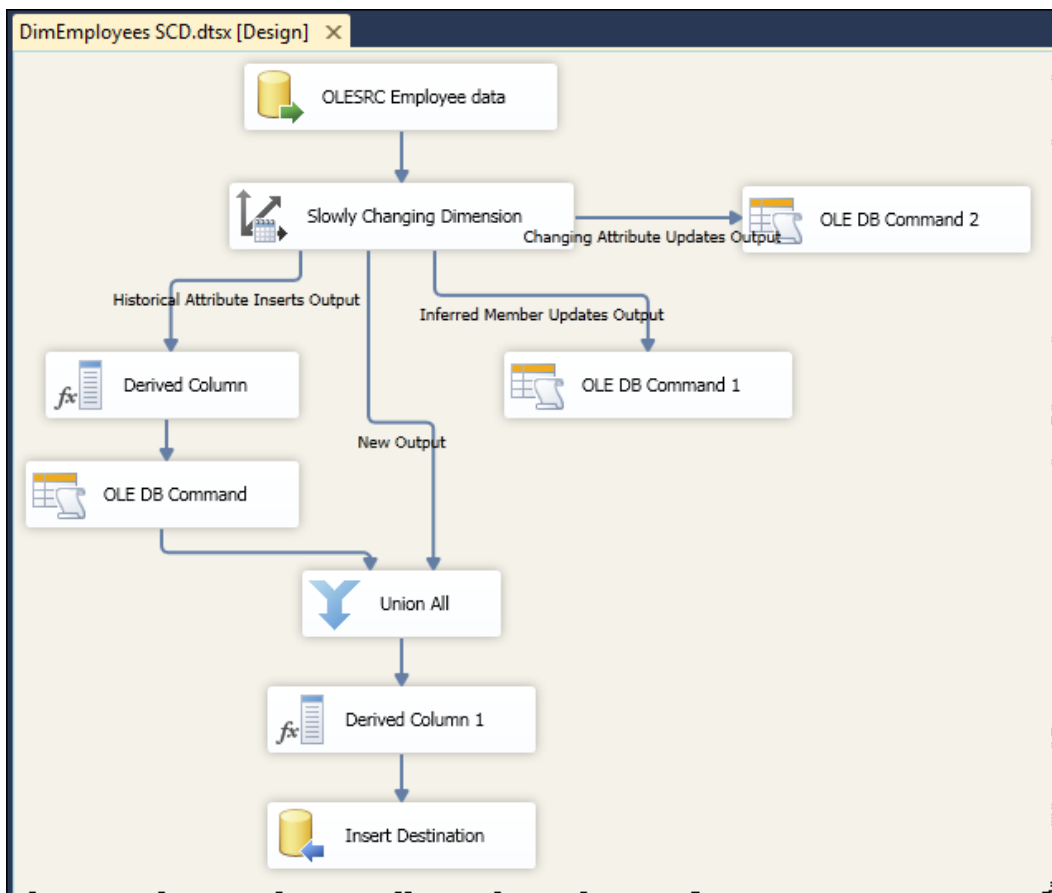 DimEmployees SCD.dtsx [Design]
OLESRC Employee data
Slowly Changing Dimension
OLE DB Command 2
Changing Attribute Updates Output
Historical Attribute Inserts Output
Inferred Member Updates Output
Derived Column
OLE DB Command 1
New Output
OLE DB Command
Union All
Derived Column 1
Insert Destination